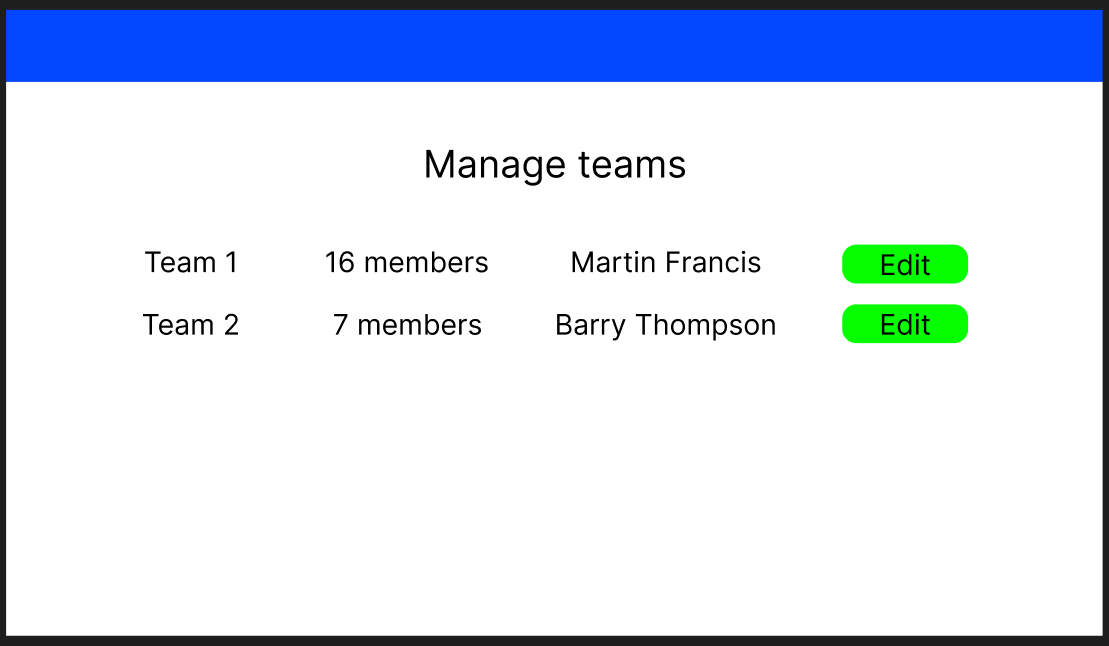 Manage teams
Team 1 16 members Martin Francis Edit
Team 2 7 members Barry Thompson Edit